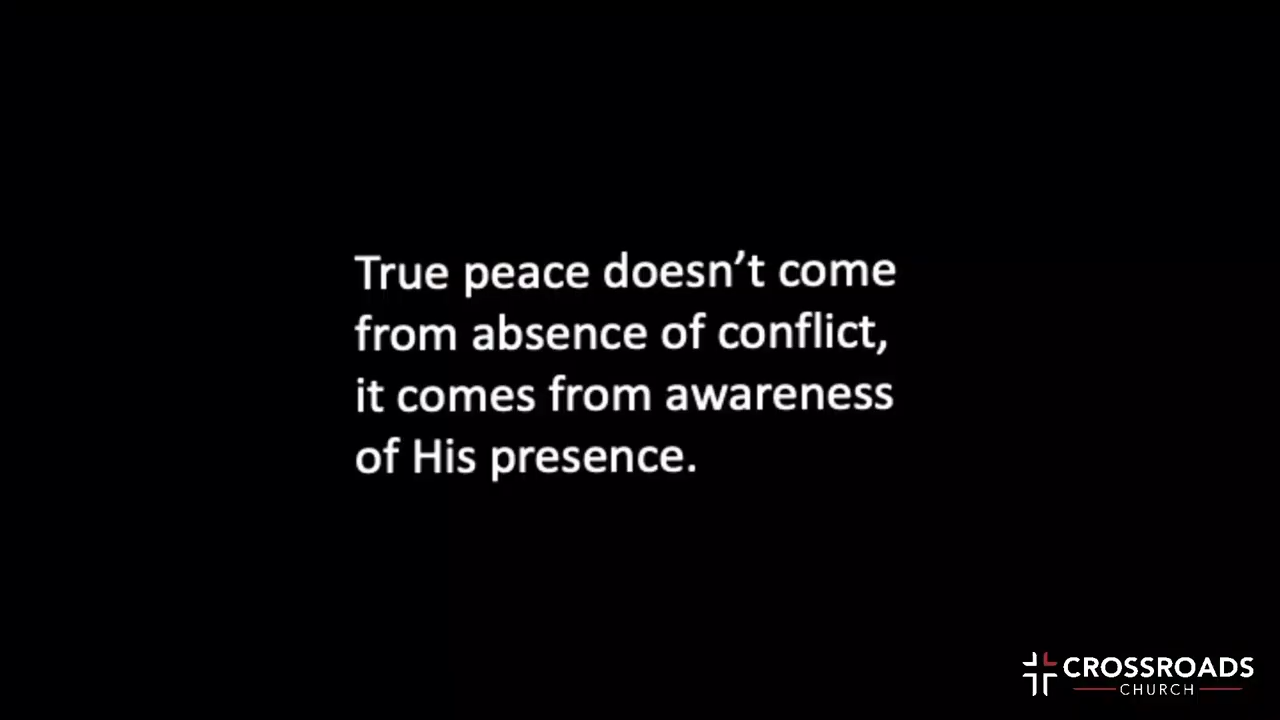 True peace doesn’t come
from absence of conflict,
it comes from awareness
of His presence.
CROSSROADS
CHURCH